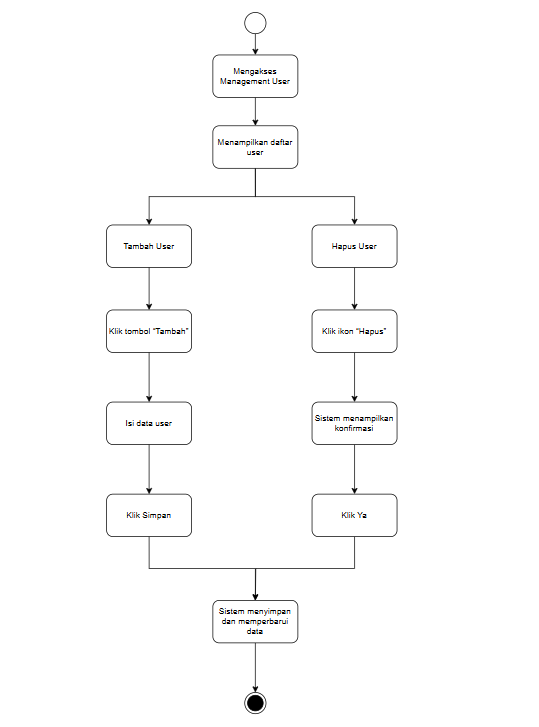 Mengakses
Management User
Menampilkan daftar
user
Tambah User
Hapus User
Klik tombol "Tambah"
Klik ikon "Hapus"
Isi data user
Sistem menampilkan
konfirmasi
Klik Simpan
Klik Ya
Sistem menyimpan
dan memperbarui
data